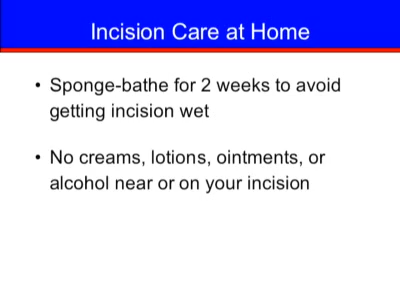 Incision Care at Home
• Sponge-bathe for 2 weeks to avoid
getting incision wet
• No creams, lotions, ointments, or
alcohol near or on your incision